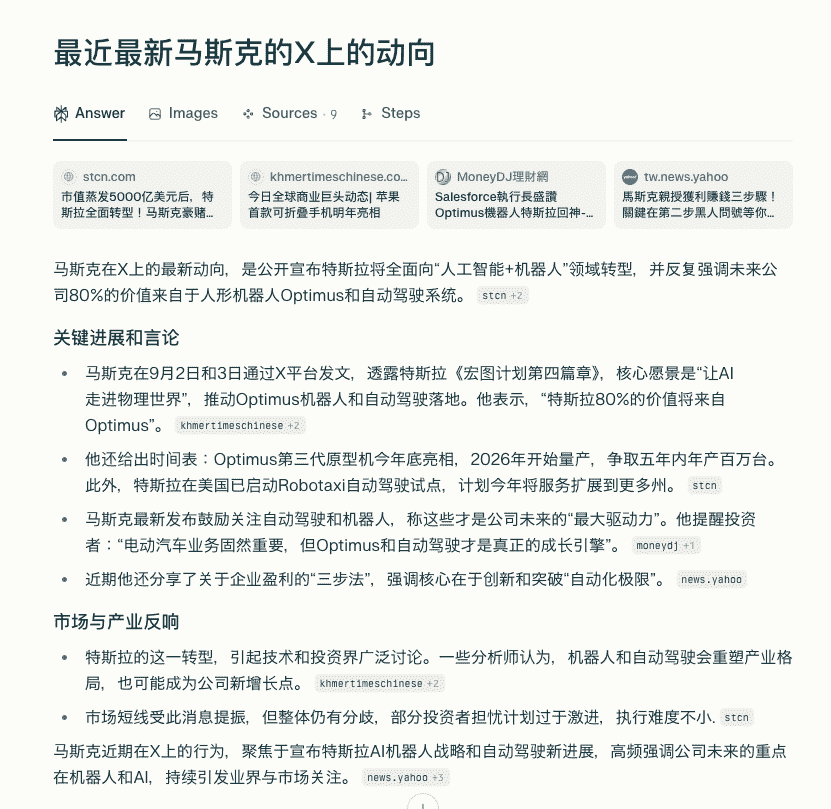 最近最新马斯克的X上的动向
Answer Images Sources · 9 Steps
stcn.com
市值蒸发5000亿美元后，特
斯拉全面转型！马斯克豪赌…
khmertimeschinese.co...
今日全球商业巨头动态| 苹果
首款可折叠手机明年亮相
MoneyDJ理財網
Salesforce執行長盛讚
Optimus機器人特斯拉回神-…
tw.news.yahoo
馬斯克親授獲利賺錢三步驟！
關鍵在第二步黑人問號等你…
马斯克在X上的最新动向，是公开宣布特斯拉将全面向“人工智能+机器人”领域转型，并反复强调未来公
司80%的价值来自于人形机器人Optimus和自动驾驶系统。 stcn +2
关键进展和言论
马斯克在9月2日和3日通过X平台发文，透露特斯拉《宏图计划第四篇章》，核心愿景是“让AI
走进物理世界”，推动Optimus机器人和自动驾驶落地。他表示，“特斯拉80%的价值将来自
Optimus”。 khmertimeschinese +2
他还给出时间表：Optimus第三代原型机今年底亮相，2026年开始量产，争取五年内年产百万台。
此外，特斯拉在美国已启动Robotaxi自动驾驶试点，计划今年将服务扩展到更多州。 stcn
马斯克最新发布鼓励关注自动驾驶和机器人，称这些才是公司未来的“最大驱动力”。他提醒投资
者：“电动汽车业务固然重要，但Optimus和自动驾驶才是真正的成长引擎”。 moneydj +1
近期他还分享了关于企业盈利的“三步法”，强调核心在于创新和突破“自动化极限”。 news.yahoo
市场与产业反响
特斯拉的这一转型，引起技术和投资界广泛讨论。一些分析师认为，机器人和自动驾驶会重塑产业格
局，也可能成为公司新增长点。 khmertimeschinese +2
市场短线受此消息提振，但整体仍有分歧，部分投资者担忧计划过于激进，执行难度不小. stcn
马斯克近期在X上的行为，聚焦于宣布特斯拉AI机器人战略和自动驾驶新进展，高频强调公司未来的重点
在机器人和AI，持续引发业界与市场关注。 news.yahoo +3